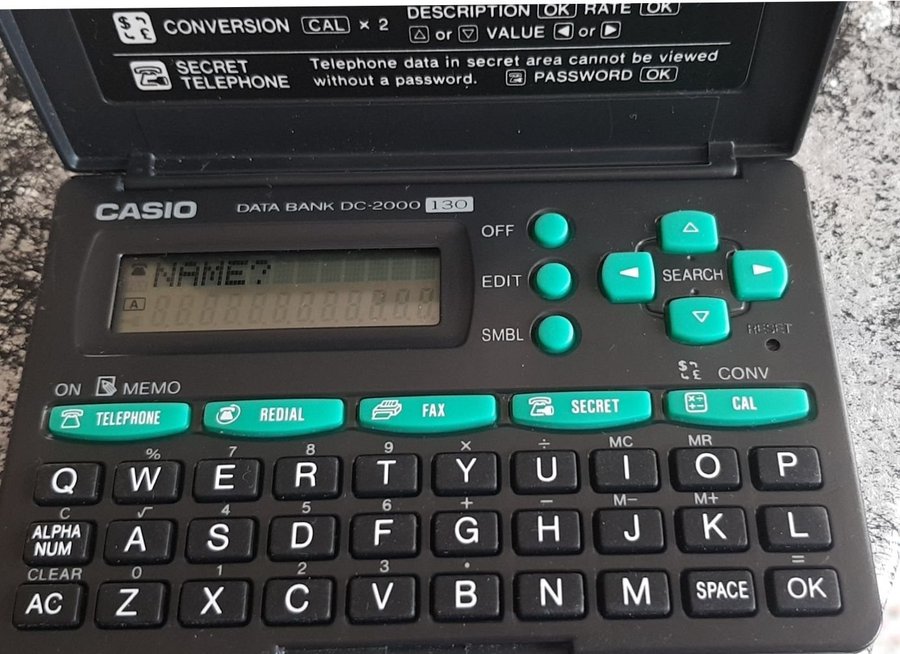 DESCRIPTION OK RATE OK
$ £ CONVERSION CAL × 2 △ or ▽ VALUE ◀ or ▶
SECRET TELEPHONE
Telephone data in secret area cannot be viewed
without a password. PASSWORD OK
CASIO DATA BANK DC-2000 130
OFF
NAME?
EDIT
SEARCH
A
SMBL
RESET
ON MEMO
$ £ CONV
TELEPHONE REDIAL FAX SECRET CAL
% 7 8 9 × ÷ MC MR
Q W E R T Y U I O P
C √ 4 5 6 + − M− M+
ALPHA NUM A S D F G H J K L
CLEAR 0 1 2 3 • =
AC Z X C V B N M SPACE OK